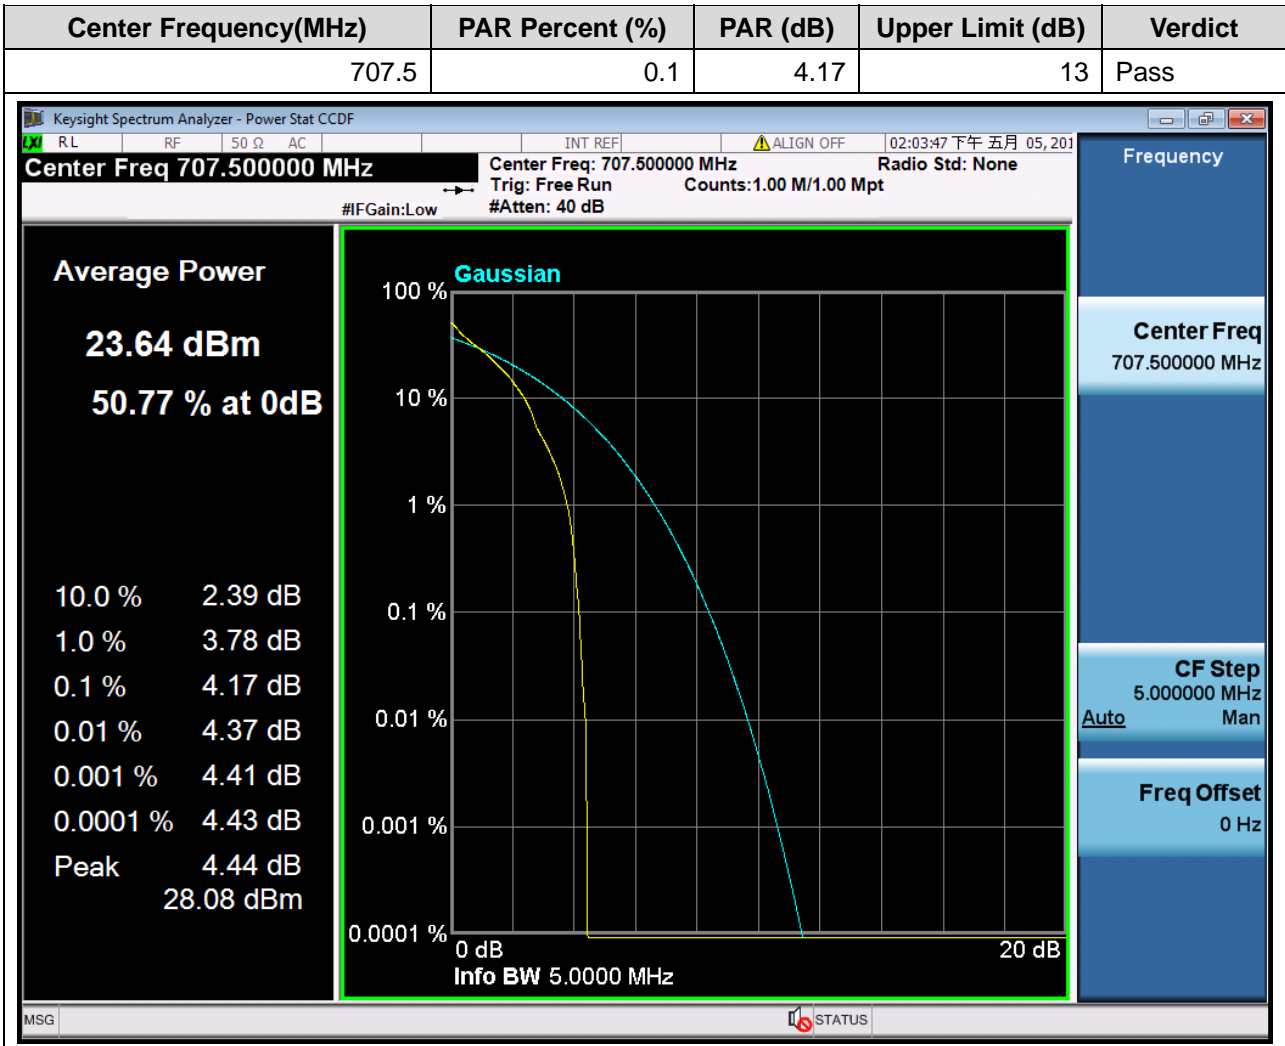 Center Frequency(MHz) PAR Percent (%) PAR (dB) Upper Limit (dB) Verdict
707.5 0.1 4.17 13 Pass
Keysight Spectrum Analyzer - Power Stat CCDF
LXI RL RF 50 Ω AC INT REF ALIGN OFF 02:03:47 下午 五月 05, 201
Center Freq 707.500000 MHz
Center Freq: 707.500000 MHz Radio Std: None
Trig: Free Run Counts:1.00 M/1.00 Mpt
#IFGain:Low #Atten: 40 dB
Frequency
Average Power
23.64 dBm
50.77 % at 0dB
10.0 % 2.39 dB
1.0 % 3.78 dB
0.1 % 4.17 dB
0.01 % 4.37 dB
0.001 % 4.41 dB
0.0001 % 4.43 dB
Peak 4.44 dB
28.08 dBm
Gaussian
100 %
10 %
1 %
0.1 %
0.01 %
0.001 %
0.0001 %
0 dB 20 dB
Info BW 5.0000 MHz
Center Freq
707.500000 MHz
CF Step
5.000000 MHz
Auto Man
Freq Offset
0 Hz
MSG STATUS